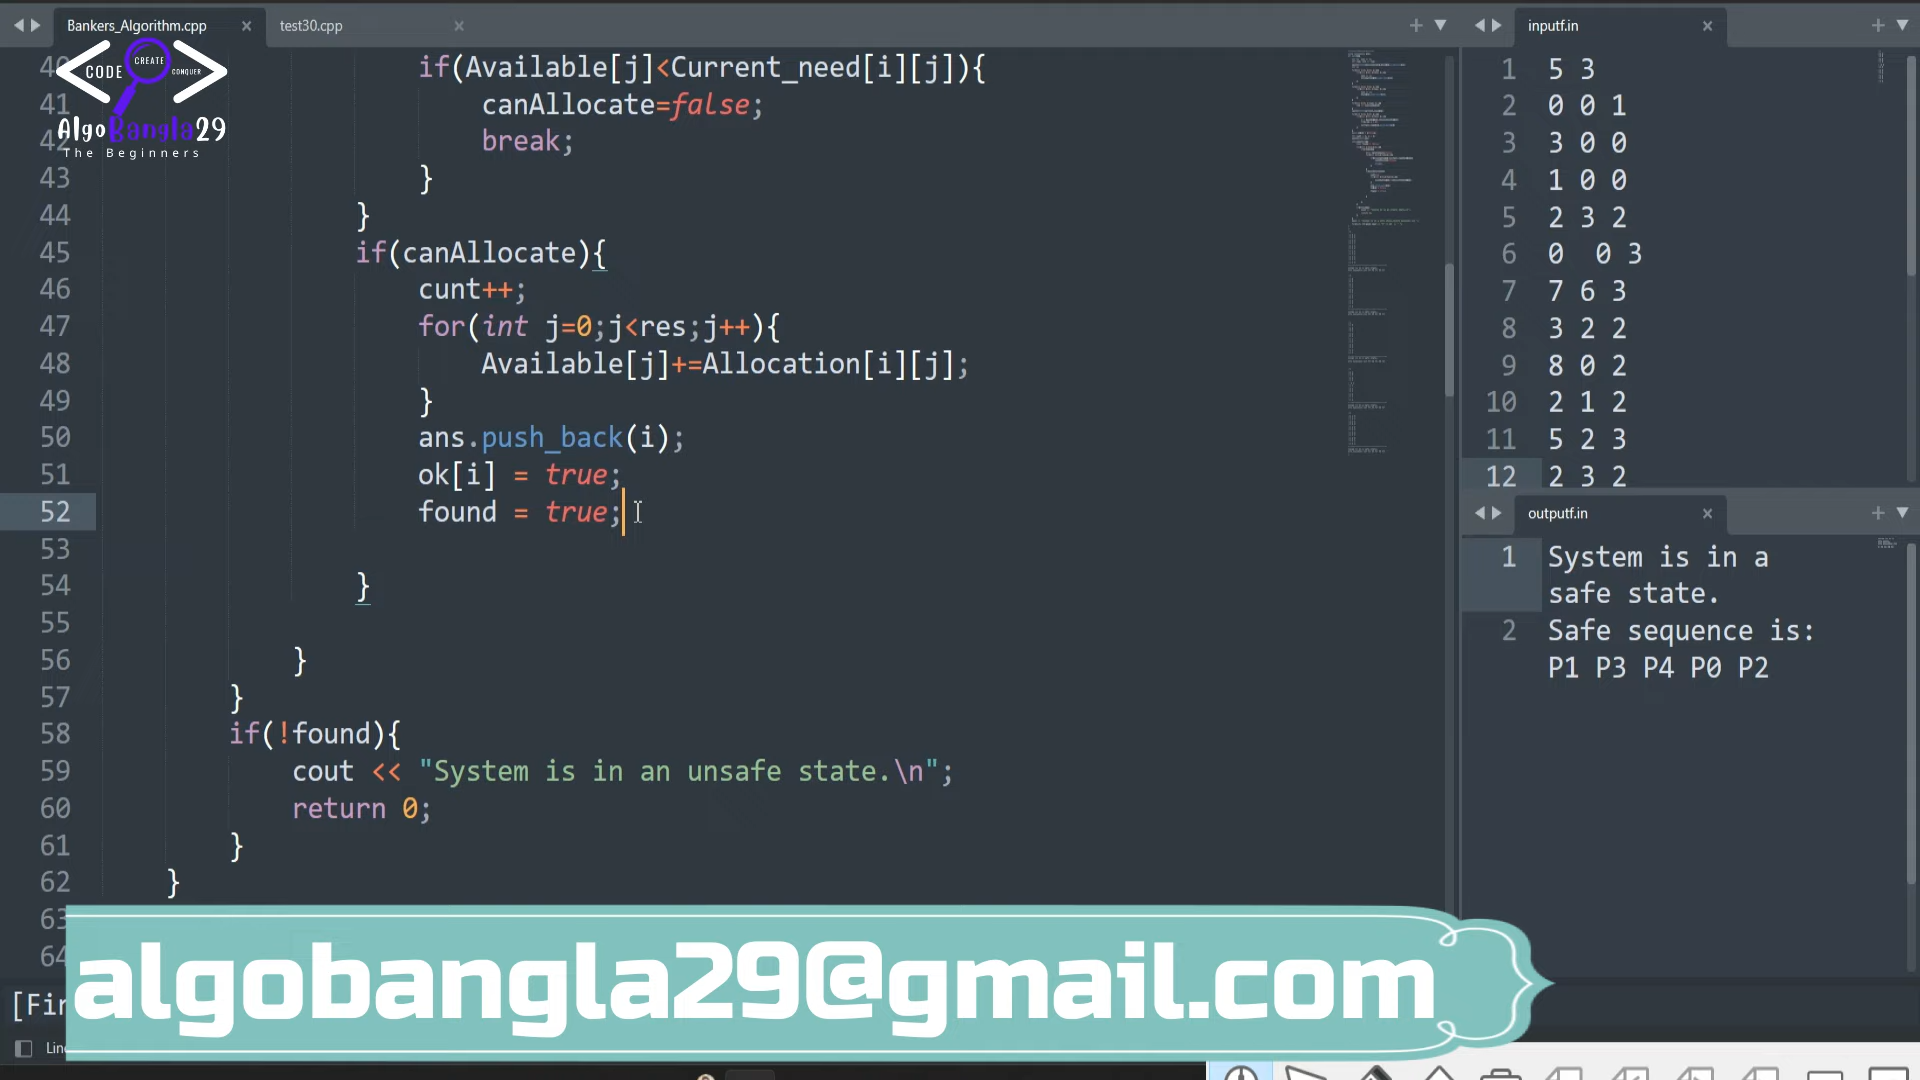 Bankers_Algorithm.cpp
test30.cpp
CODE
CREATE
CONQUER
AlgoBangla29
The Beginners
40 if(Available[j]<Current_need[i][j]){
41 canAllocate=false;
42 break;
43 }
44 }
45 if(canAllocate){
46 cunt++;
47 for(int j=0;j<res;j++){
48 Available[j]+=Allocation[i][j];
49 }
50 ans.push_back(i);
51 ok[i] = true;
52 found = true;
53
54 }
55
56 }
57 }
58 if(!found){
59 cout << "System is in an unsafe state.\n";
60 return 0;
61 }
62 }
63
64
inputf.in
1 5 3
2 0 0 1
3 3 0 0
4 1 0 0
5 2 3 2
6 0 0 3
7 7 6 3
8 3 2 2
9 8 0 2
10 2 1 2
11 5 2 3
12 2 3 2
outputf.in
1 System is in a
safe state.
2 Safe sequence is:
P1 P3 P4 P0 P2
algobangla29@gmail.com